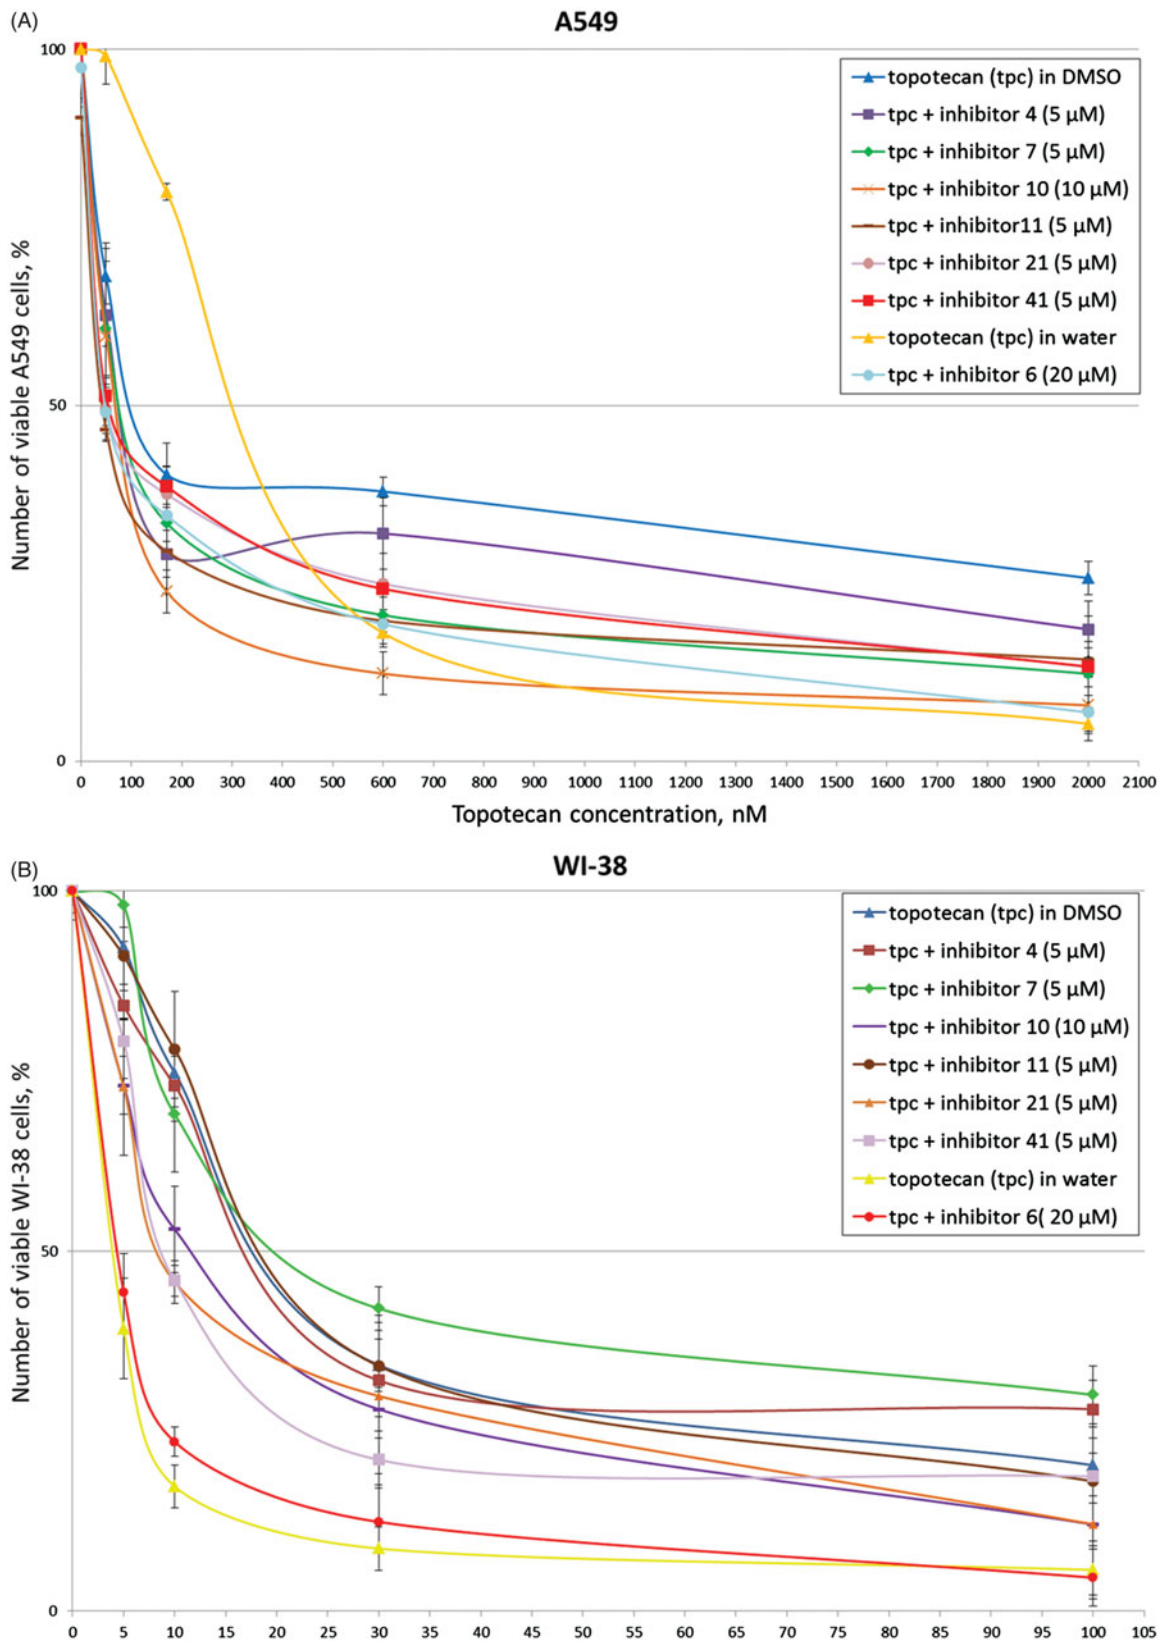 (A)
A549
100
50
0
Number of viable A549 cells, %
topotecan (tpc) in DMSO
tpc + inhibitor 4 (5 μM)
tpc + inhibitor 7 (5 μM)
tpc + inhibitor 10 (10 μM)
tpc + inhibitor11 (5 μM)
tpc + inhibitor 21 (5 μM)
tpc + inhibitor 41 (5 μM)
topotecan (tpc) in water
tpc + inhibitor 6 (20 μM)
0 100 200 300 400 500 600 700 800 900 1000 1100 1200 1300 1400 1500 1600 1700 1800 1900 2000 2100
Topotecan concentration, nM
(B)
WI-38
100
50
0
Number of viable WI-38 cells, %
topotecan (tpc) in DMSO
tpc + inhibitor 4 (5 μM)
tpc + inhibitor 7 (5 μM)
tpc + inhibitor 10 (10 μM)
tpc + inhibitor 11 (5 μM)
tpc + inhibitor 21 (5 μM)
tpc + inhibitor 41 (5 μM)
topotecan (tpc) in water
tpc + inhibitor 6( 20 μM)
0 5 10 15 20 25 30 35 40 45 50 55 60 65 70 75 80 85 90 95 100 105